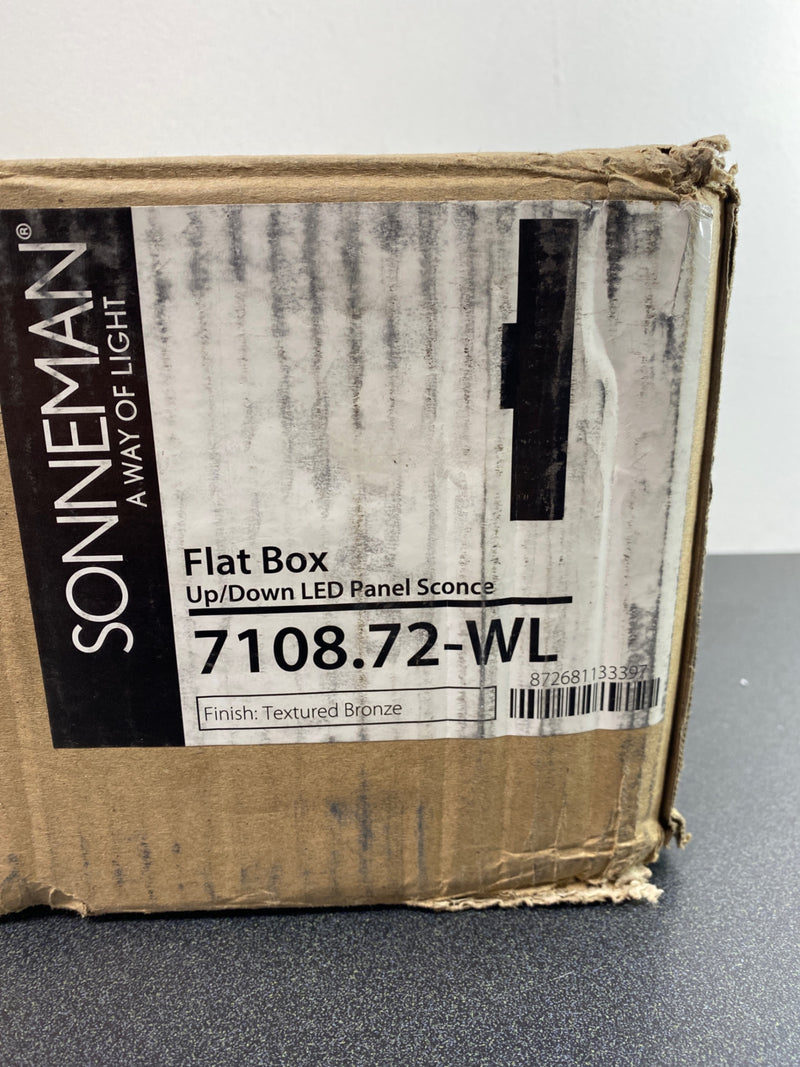 SONNEMAN®
A WAY OF LIGHT
Flat Box
Up/Down LED Panel Sconce
7108.72-WL
872681133397
Finish: Textured Bronze